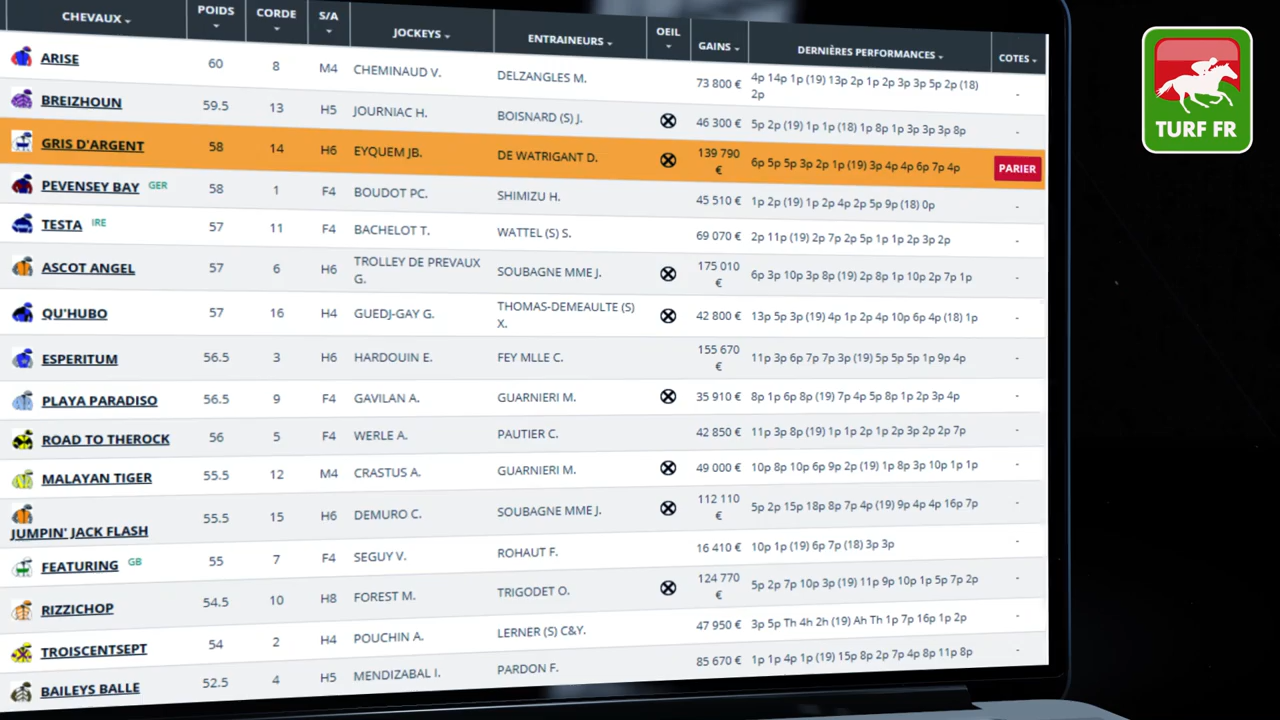 CHEVAUX POIDS CORDE S/A JOCKEYS ENTRAINEURS OEIL GAINS DERNIÈRES PERFORMANCES COTES
ARISE 60 8 M4 CHEMINAUD V. DELZANGLES M. 73 800 € 4p 14p 1p (19) 13p 2p 1p 2p 3p 3p 5p 2p (18)
2p -
BREIZHOUN 59.5 13 H5 JOURNIAC H. BOISNARD (S) J. 46 300 € 5p 2p (19) 1p 1p (18) 1p 8p 1p 3p 3p 3p 8p -
GRIS D'ARGENT 58 14 H6 EYQUEM JB. DE WATRIGANT D. 139 790
€ 6p 5p 5p 3p 2p 1p (19) 3p 4p 4p 6p 7p 4p PARIER
PEVENSEY BAY GER 58 1 F4 BOUDOT PC. SHIMIZU H. 45 510 € 1p 2p (19) 1p 2p 4p 2p 5p 9p (18) 0p -
TESTA IRE 57 11 F4 BACHELOT T. WATTEL (S) S. 69 070 € 2p 11p (19) 2p 7p 2p 5p 1p 1p 2p 3p 2p -
ASCOT ANGEL 57 6 H6 TROLLEY DE PREVAUX
G. SOUBAGNE MME J. 175 010
€ 6p 3p 10p 3p 8p (19) 2p 8p 1p 10p 2p 7p 1p -
QU'HUBO 57 16 H4 GUEDJ-GAY G. THOMAS-DEMEAULTE (S)
X. 42 800 € 13p 5p 3p (19) 4p 1p 2p 4p 10p 6p 4p (18) 1p -
ESPERITUM 56.5 3 H6 HARDOUIN E. FEY MLLE C. 155 670
€ 11p 3p 6p 7p 7p 3p (19) 5p 5p 5p 1p 9p 4p -
PLAYA PARADISO 56.5 9 F4 GAVILAN A. GUARNIERI M. 35 910 € 8p 1p 6p 8p (19) 7p 4p 5p 8p 1p 2p 3p 4p -
ROAD TO THEROCK 56 5 F4 WERLE A. PAUTIER C. 42 850 € 11p 3p 8p (19) 1p 1p 2p 1p 2p 3p 2p 2p 7p -
MALAYAN TIGER 55.5 12 M4 CRASTUS A. GUARNIERI M. 49 000 € 10p 8p 10p 6p 9p 2p (19) 1p 8p 3p 10p 1p 1p -
JUMPIN' JACK FLASH 55.5 15 H6 DEMURO C. SOUBAGNE MME J. 112 110
€ 5p 2p 15p 18p 8p 7p 4p (19) 9p 4p 4p 16p 7p -
FEATURING GB 55 7 F4 SEGUY V. ROHAUT F. 16 410 € 10p 1p (19) 6p 7p (18) 3p 3p -
RIZZICHOP 54.5 10 H8 FOREST M. TRIGODET O. 124 770
€ 5p 2p 7p 10p 3p (19) 11p 9p 10p 1p 5p 7p 2p -
TROISCENTSEPT 54 2 H4 POUCHIN A. LERNER (S) C&Y. 47 950 € 3p 5p Th 4h 2h (19) Ah Th 1p 7p 16p 1p 2p -
BAILEYS BALLE 52.5 4 H5 MENDIZABAL I. PARDON F. 85 670 € 1p 1p 4p 1p (19) 15p 8p 2p 7p 4p 8p 11p 8p -
TURF FR